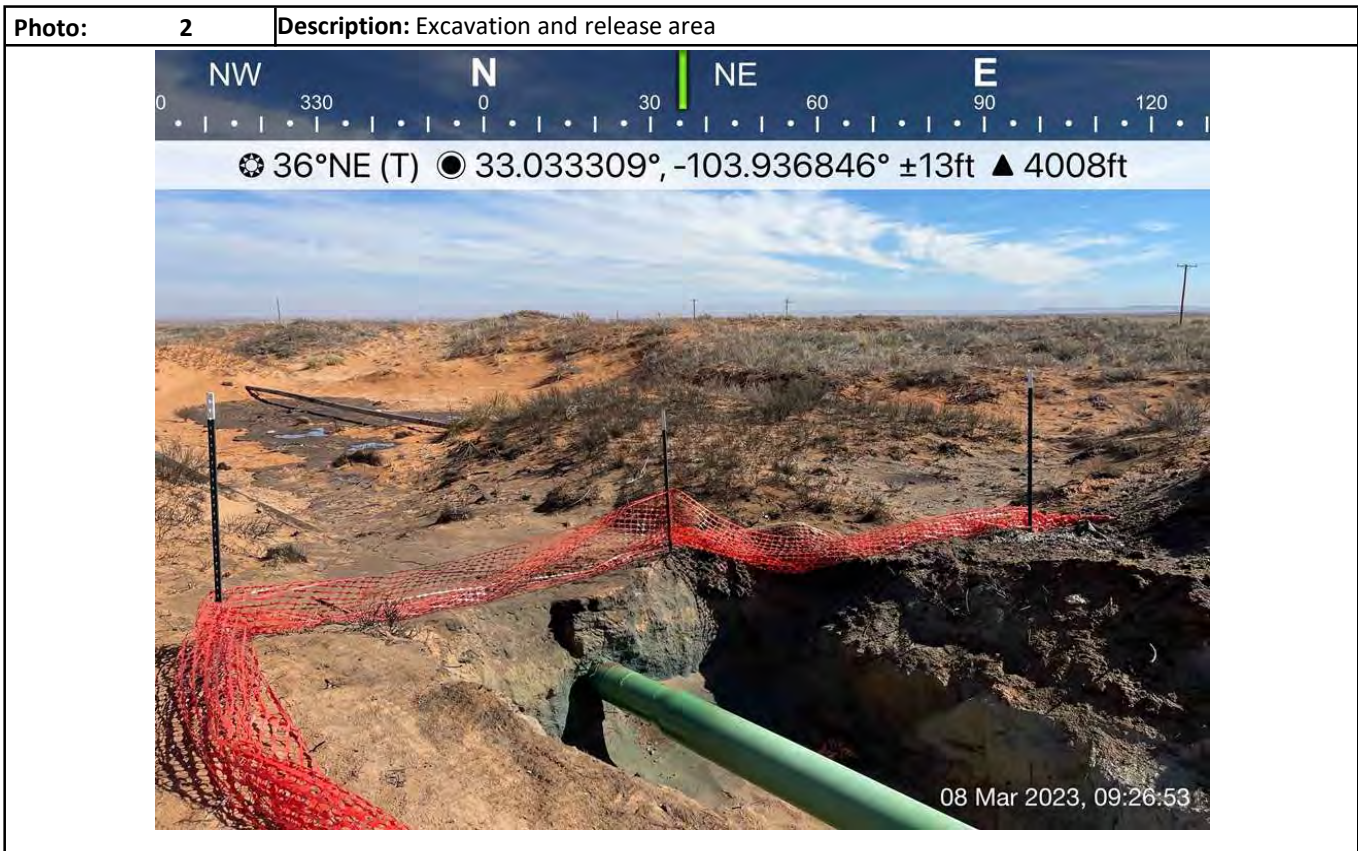 Photo: 2 Description: Excavation and release area
NW N NE E
0 330 0 30 60 90 120
36°NE (T) 33.033309°, -103.936846° ±13ft ▲ 4008ft
08 Mar 2023, 09:26:53